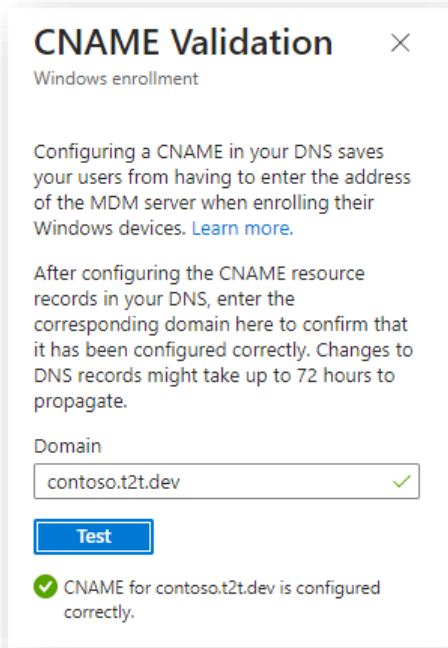 CNAME Validation
Windows enrollment
Configuring a CNAME in your DNS saves
your users from having to enter the address
of the MDM server when enrolling their
Windows devices. Learn more.
After configuring the CNAME resource
records in your DNS, enter the
corresponding domain here to confirm that
it has been configured correctly. Changes to
DNS records might take up to 72 hours to
propagate.
Domain
contoso.t2t.dev
Test
CNAME for contoso.t2t.dev is configured
correctly.